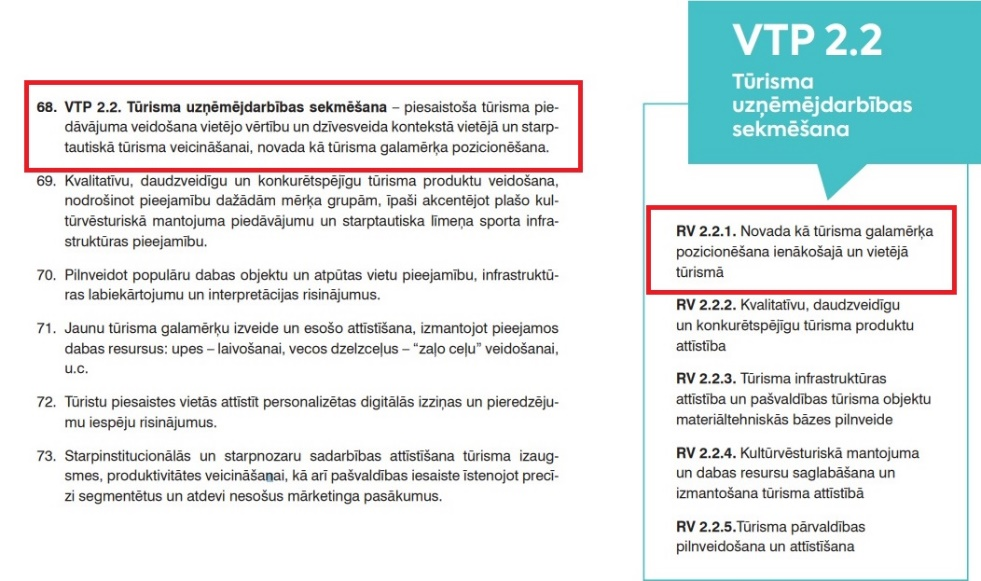 68. VTP 2.2. Tūrisma uzņēmējdarbības sekmēšana – piesaistoša tūrisma pie-
dāvājuma veidošana vietējo vērtību un dzīvesveida kontekstā vietējā un starp-
tautiskā tūrisma veicināšanai, novada kā tūrisma galamērķa pozicionēšana.
69. Kvalitatīvu, daudzveidīgu un konkurētspējīgu tūrisma produktu veidošana,
nodrošinot pieejamību dažādām mērķa grupām, īpaši akcentējot plašo kul-
tūrvēsturiskā mantojuma piedāvājumu un starptautiska līmeņa sporta infra-
struktūras pieejamību.
70. Pilnveidot populāru dabas objektu un atpūtas vietu pieejamību, infrastruktū-
ras labiekārtojumu un interpretācijas risinājumus.
71. Jaunu tūrisma galamērķu izveide un esošo attīstīšana, izmantojot pieejamos
dabas resursus: upes – laivošanai, vecos dzelzceļus – “zaļo ceļu” veidošanai,
u.c.
72. Tūristu piesaistes vietās attīstīt personalizētas digitālās izziņas un pieredzēju-
mu iespēju risinājumus.
73. Starpinstitucionālās un starpnozaru sadarbības attīstīšana tūrisma izaug-
smes, produktivitātes veicināšanai, kā arī pašvaldības iesaiste īstenojot precī-
zi segmentētus un atdevi nesošus mārketinga pasākumus.
VTP 2.2
Tūrisma
uzņēmējdarbības
sekmēšana
RV 2.2.1. Novada kā tūrisma galamērķa
pozicionēšana ienākošajā un vietējā
tūrismā
RV 2.2.2. Kvalitatīvu, daudzveidīgu
un konkurētspējīgu tūrisma produktu
attīstība
RV 2.2.3. Tūrisma infrastruktūras
attīstība un pašvaldības tūrisma objektu
materiāltehniskās bāzes pilnveide
RV 2.2.4. Kultūrvēsturiskā mantojuma
un dabas resursu saglabāšana un
izmantošana tūrisma attīstībā
RV 2.2.5.Tūrisma pārvaldības
pilnveidošana un attīstīšana